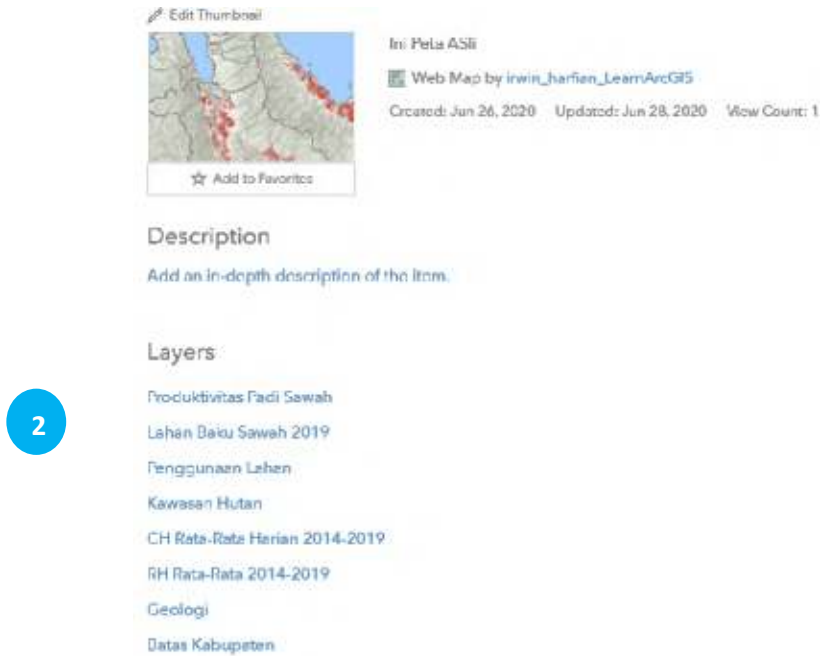 Edit Thumbnail
Ini Peta ASli
Web Map by irwin_harfian_LearnArcGIS
Created: Jun 26, 2020 Updated: Jun 28, 2020 View Count: 1
Add to Favorites
Description
Add an in-depth description of the item.
Layers
2
Produktivitas Padi Sawah
Lahan Baku Sawah 2019
Penggunaan Lahan
Kawasan Hutan
CH Rata-Rata Harian 2014-2019
RH Rata-Rata 2014-2019
Geologi
Batas Kabupaten